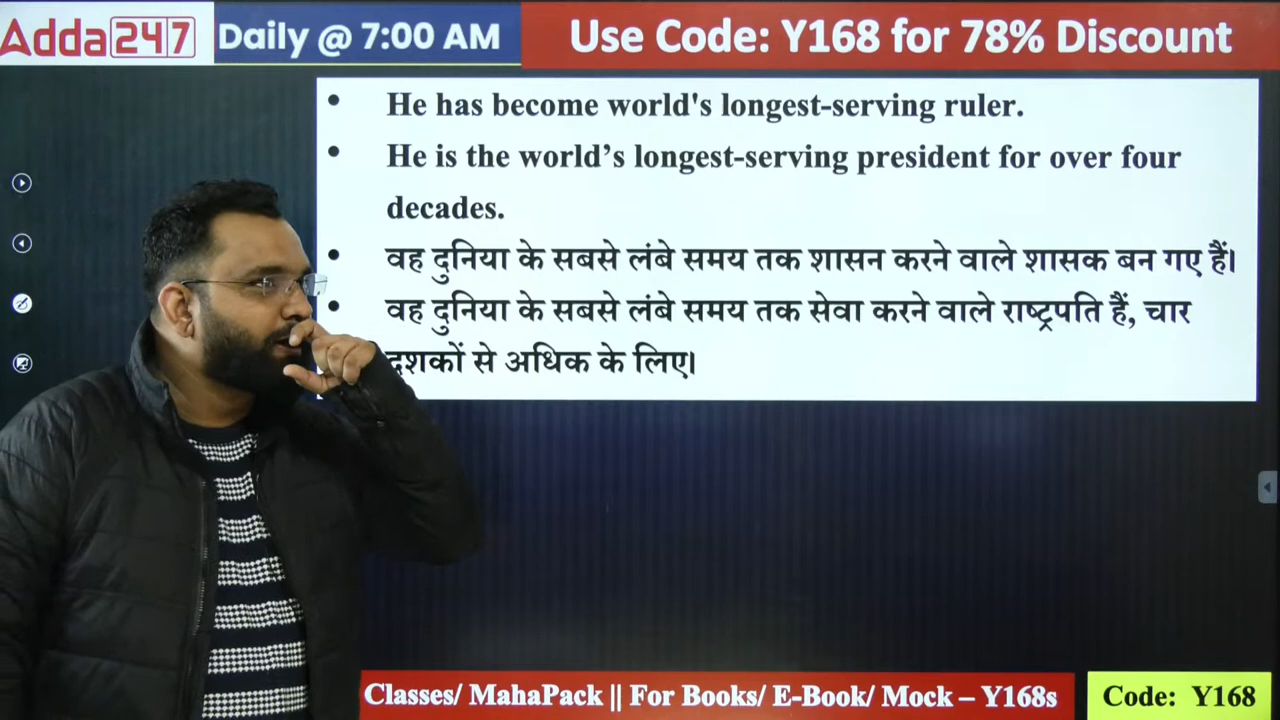 Adda247 Daily @ 7:00 AM Use Code: Y168 for 78% Discount
• He has become world's longest-serving ruler.
• He is the world’s longest-serving president for over four
decades.
• वह दुनिया के सबसे लंबे समय तक शासन करने वाले शासक बन गए हैं।
• वह दुनिया के सबसे लंबे समय तक सेवा करने वाले राष्ट्रपति हैं, चार
दशकों से अधिक के लिए।
Classes/ MahaPack || For Books/ E-Book/ Mock – Y168s Code: Y168